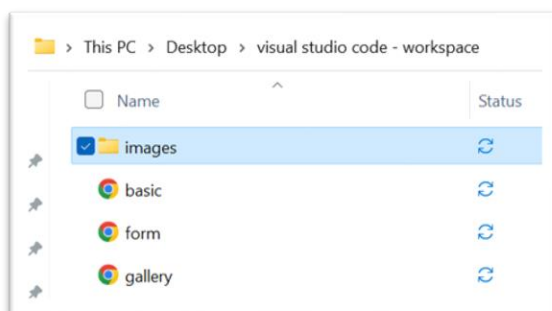 This PC > Desktop > visual studio code - workspace
Name Status
images
basic
form
gallery